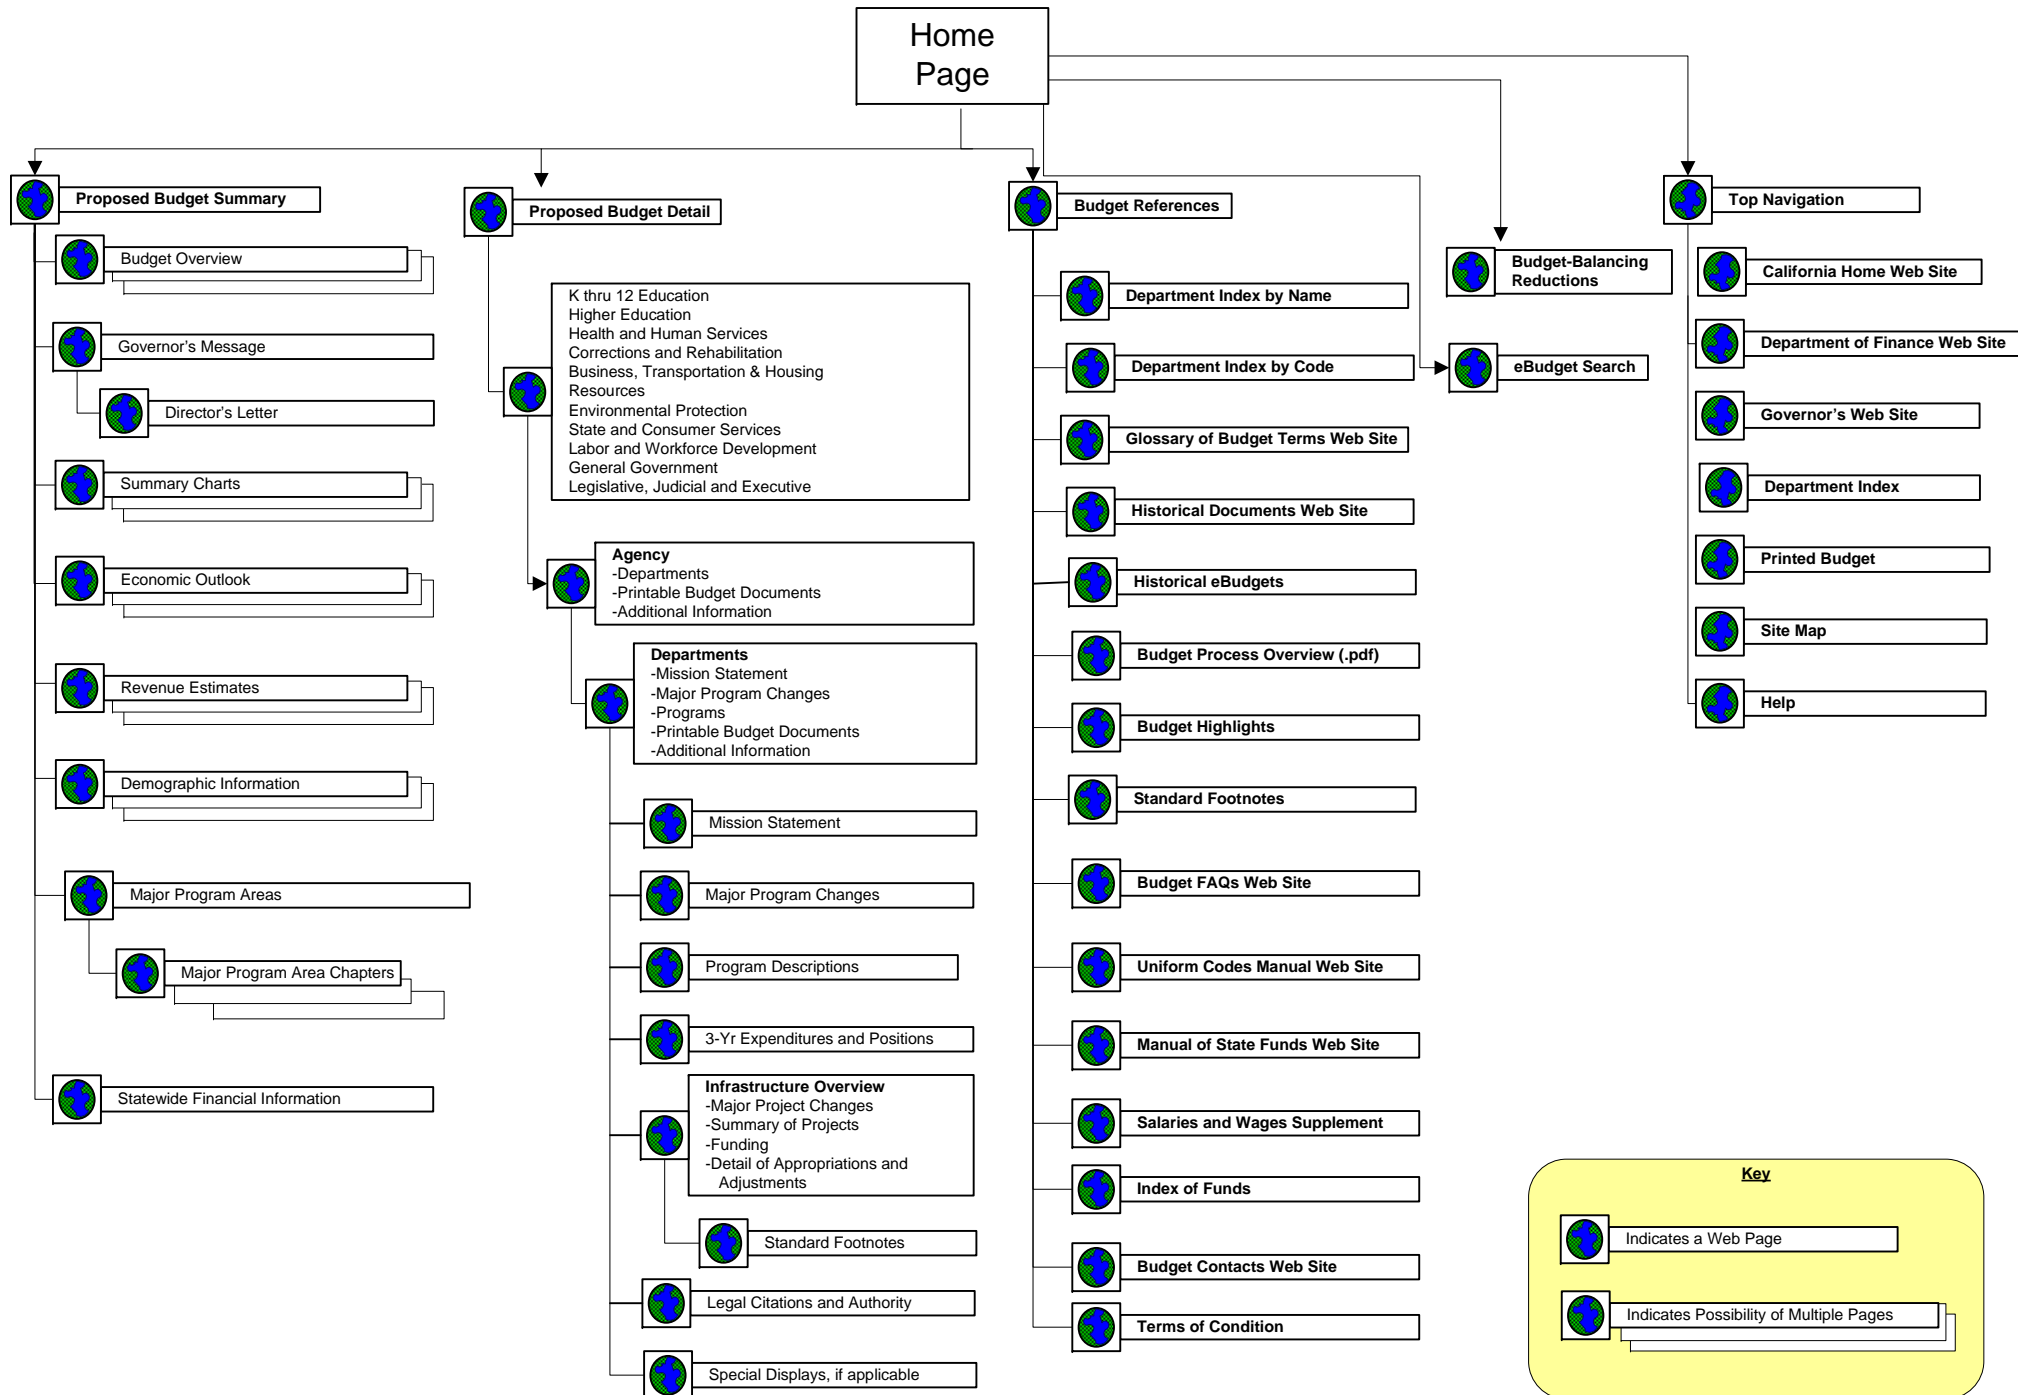 Home
Page
Proposed Budget Summary
Budget Overview
Governor's Message
Director's Letter
Summary Charts
Economic Outlook
Revenue Estimates
Demographic Information
Major Program Areas
Major Program Area Chapters
Statewide Financial Information
Proposed Budget Detail
K thru 12 Education
Higher Education
Health and Human Services
Corrections and Rehabilitation
Business, Transportation & Housing
Resources
Environmental Protection
State and Consumer Services
Labor and Workforce Development
General Government
Legislative, Judicial and Executive
Agency
-Departments
-Printable Budget Documents
-Additional Information
Departments
-Mission Statement
-Major Program Changes
-Programs
-Printable Budget Documents
-Additional Information
Mission Statement
Major Program Changes
Program Descriptions
3-Yr Expenditures and Positions
Infrastructure Overview
-Major Project Changes
-Summary of Projects
-Funding
-Detail of Appropriations and
Adjustments
Standard Footnotes
Legal Citations and Authority
Special Displays, if applicable
Budget References
Department Index by Name
Department Index by Code
Glossary of Budget Terms Web Site
Historical Documents Web Site
Historical eBudgets
Budget Process Overview (.pdf)
Budget Highlights
Standard Footnotes
Budget FAQs Web Site
Uniform Codes Manual Web Site
Manual of State Funds Web Site
Salaries and Wages Supplement
Index of Funds
Budget Contacts Web Site
Terms of Condition
Budget-Balancing
Reductions
eBudget Search
Top Navigation
California Home Web Site
Department of Finance Web Site
Governor's Web Site
Department Index
Printed Budget
Site Map
Help
Key
Indicates a Web Page
Indicates Possibility of Multiple Pages